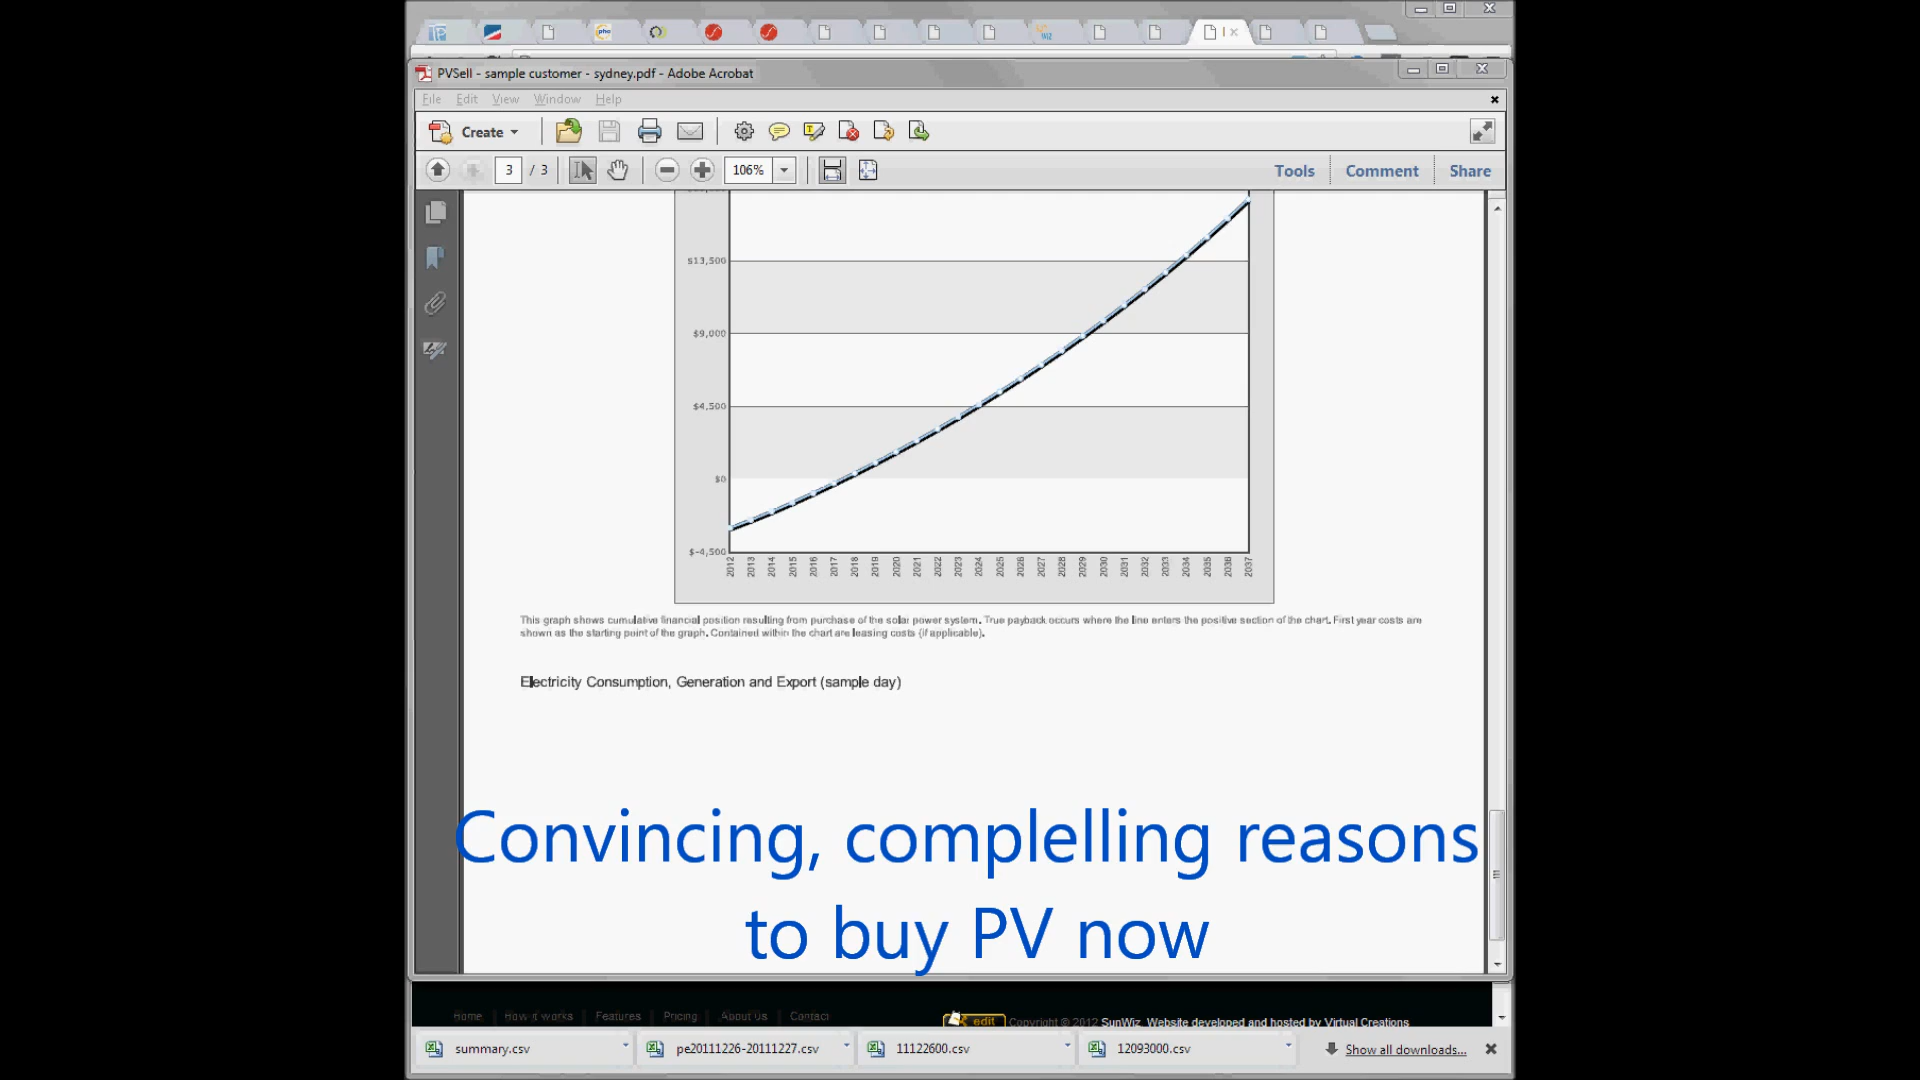 PVSell - sample customer - sydney.pdf - Adobe Acrobat
File Edit View Window Help
Create
3 / 3 106% Tools Comment Share
$13,500
$9,000
$4,500
$0
$-4,500
2012 2013 2014 2015 2016 2017 2018 2019 2020 2021 2022 2023 2024 2025 2026 2027 2028 2029 2030 2031 2032 2033 2034 2035 2036 2037
This graph shows cumulative financial position resulting from purchase of the solar power system. True payback occurs where the line enters the positive section of the chart. First year costs are
shown as the starting point of the graph. Contained within the chart are leasing costs (if applicable).
Electricity Consumption, Generation and Export (sample day)
Convincing, complelling reasons
to buy PV now
Home How it works Features Pricing About Us Contact
edit Copyright © 2012 SunWiz Website developed and hosted by Virtual Creations
summary.csv pe20111226-20111227.csv 11122600.csv 12093000.csv Show all downloads...